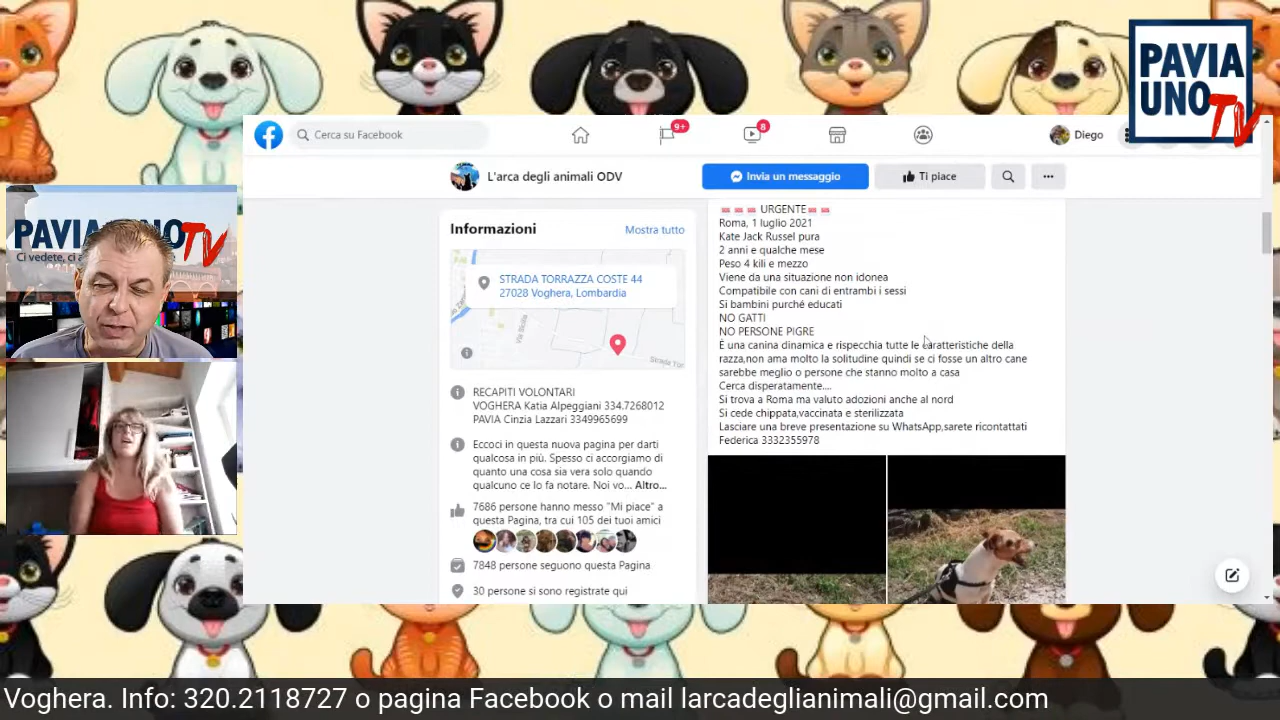 PAVIA
UNO TV
Cerca su Facebook
9+
8
Diego
L'arca degli animali ODV
Invia un messaggio
Ti piace
PAVIA UNO TV
Ci vedete, ci
Informazioni
Mostra tutto
STRADA TORRAZZA COSTE 44
27028 Voghera, Lombardia
Strada Tor
RECAPITI VOLONTARI
VOGHERA Katia Alpeggiani 334.7268012
PAVIA Cinzia Lazzari 3349965699
Eccoci in questa nuova pagina per darti
qualcosa in più. Spesso ci accorgiamo di
quanto una cosa sia vera solo quando
qualcuno ce lo fa notare. Noi vo... Altro...
7686 persone hanno messo "Mi piace" a
questa Pagina, tra cui 105 dei tuoi amici
7848 persone seguono questa Pagina
30 persone si sono registrate qui
URGENTE
Roma, 1 luglio 2021
Kate Jack Russel pura
2 anni e qualche mese
Peso 4 kili e mezzo
Viene da una situazione non idonea
Compatibile con cani di entrambi i sessi
Si bambini purché educati
NO GATTI
NO PERSONE PIGRE
È una canina dinamica e rispecchia tutte le caratteristiche della
razza,non ama molto la solitudine quindi se ci fosse un altro cane
sarebbe meglio o persone che stanno molto a casa
Cerca disperatamente....
Si trova a Roma ma valuto adozioni anche al nord
Si cede chippata,vaccinata e sterilizzata
Lasciare una breve presentazione su WhatsApp,sarete ricontattati
Federica 3332355978
Voghera. Info: 320.2118727 o pagina Facebook o mail larcadeglianimali@gmail.com